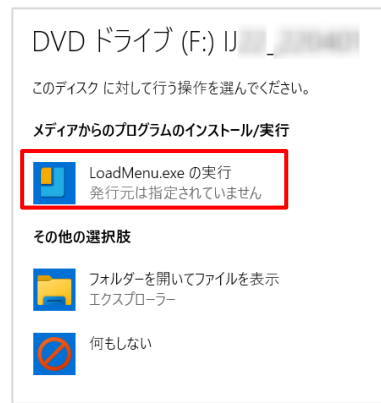 DVD ドライブ (F:) IJ
このディスク に対して行う操作を選んでください。
メディアからのプログラムのインストール/実行
LoadMenu.exe の実行
発行元は指定されていません
その他の選択肢
フォルダーを開いてファイルを表示
エクスプローラー
何もしない